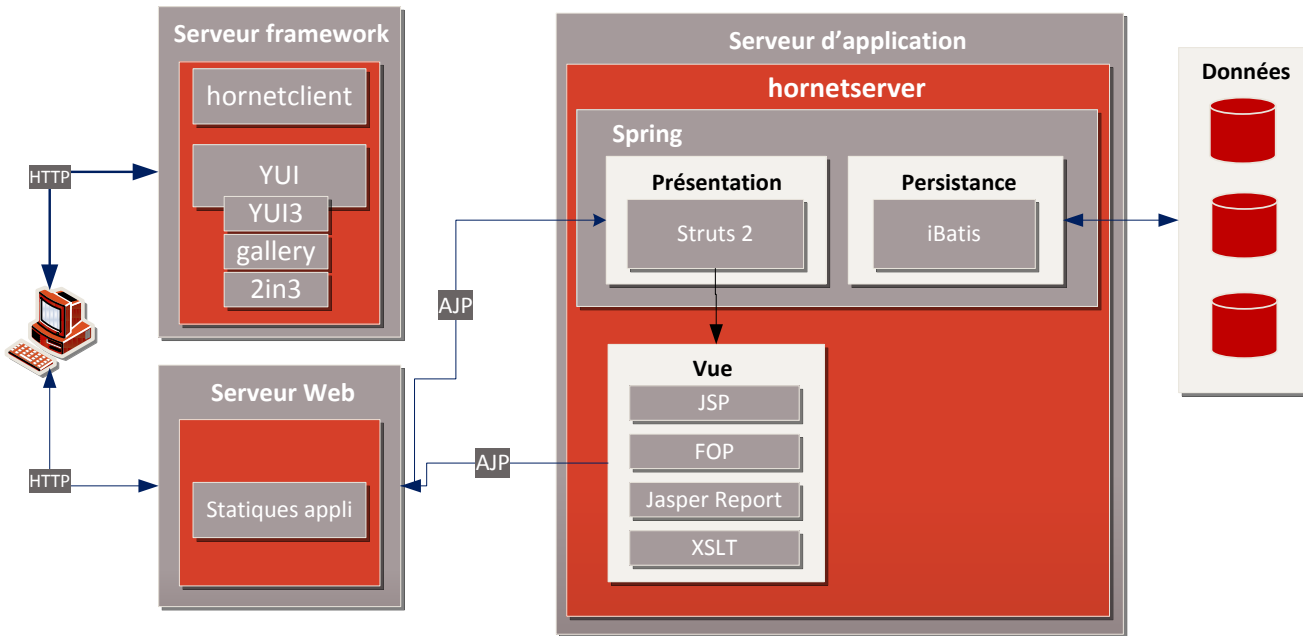 Serveur framework
hornetclient
YUI
YUI3
gallery
2in3
HTTP
HTTP
Serveur Web
Statiques appli
AJP
AJP
Serveur d’application
hornetserver
Spring
Présentation
Struts 2
Persistance
iBatis
Vue
JSP
FOP
Jasper Report
XSLT
Données